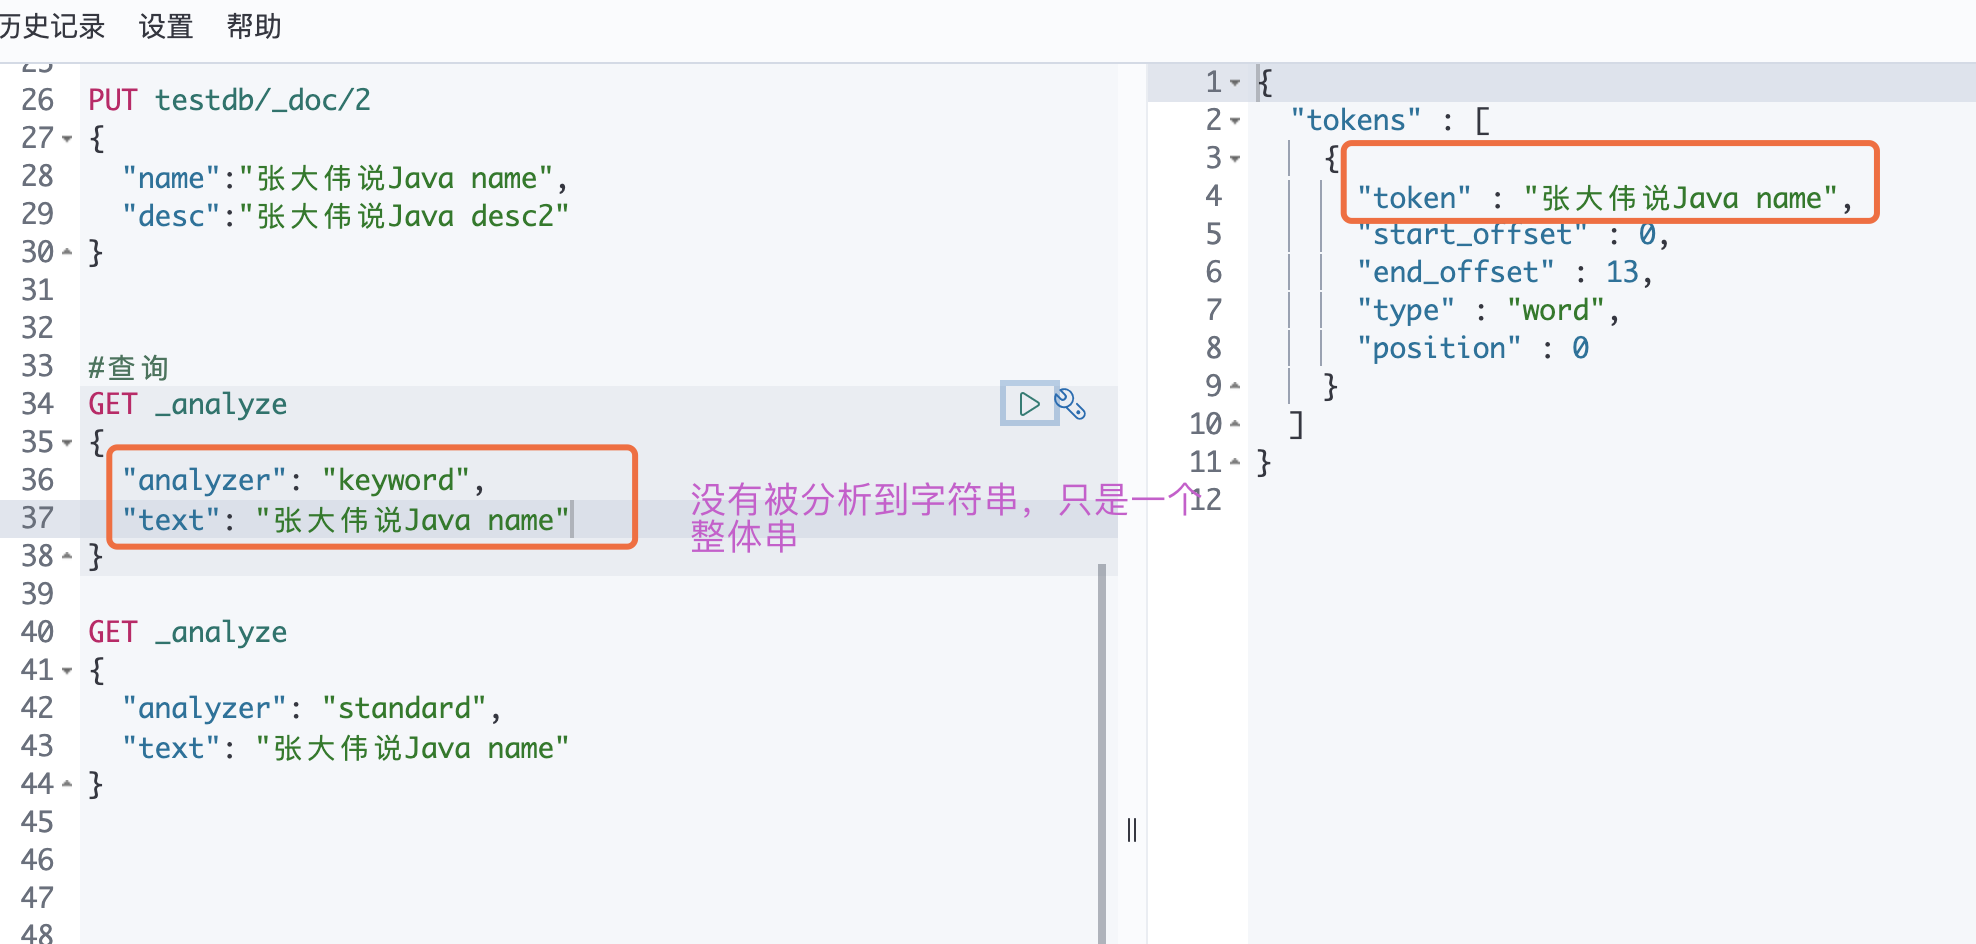 历史记录 设置 帮助
25
26 PUT testdb/_doc/2
27 {
28 "name":"张大伟说Java name",
29 "desc":"张大伟说Java desc2"
30 }
31
32
33 #查询
34 GET _analyze
35 {
36 "analyzer": "keyword",
37 "text": "张大伟说Java name"
38 }
39
40 GET _analyze
41 {
42 "analyzer": "standard",
43 "text": "张大伟说Java name"
44 }
45
46
47
48
没有被分析到字符串，只是一个
整体串
1 {
2 "tokens" : [
3 {
4 "token" : "张大伟说Java name",
5 "start_offset" : 0,
6 "end_offset" : 13,
7 "type" : "word",
8 "position" : 0
9 }
10 ]
11 }
12